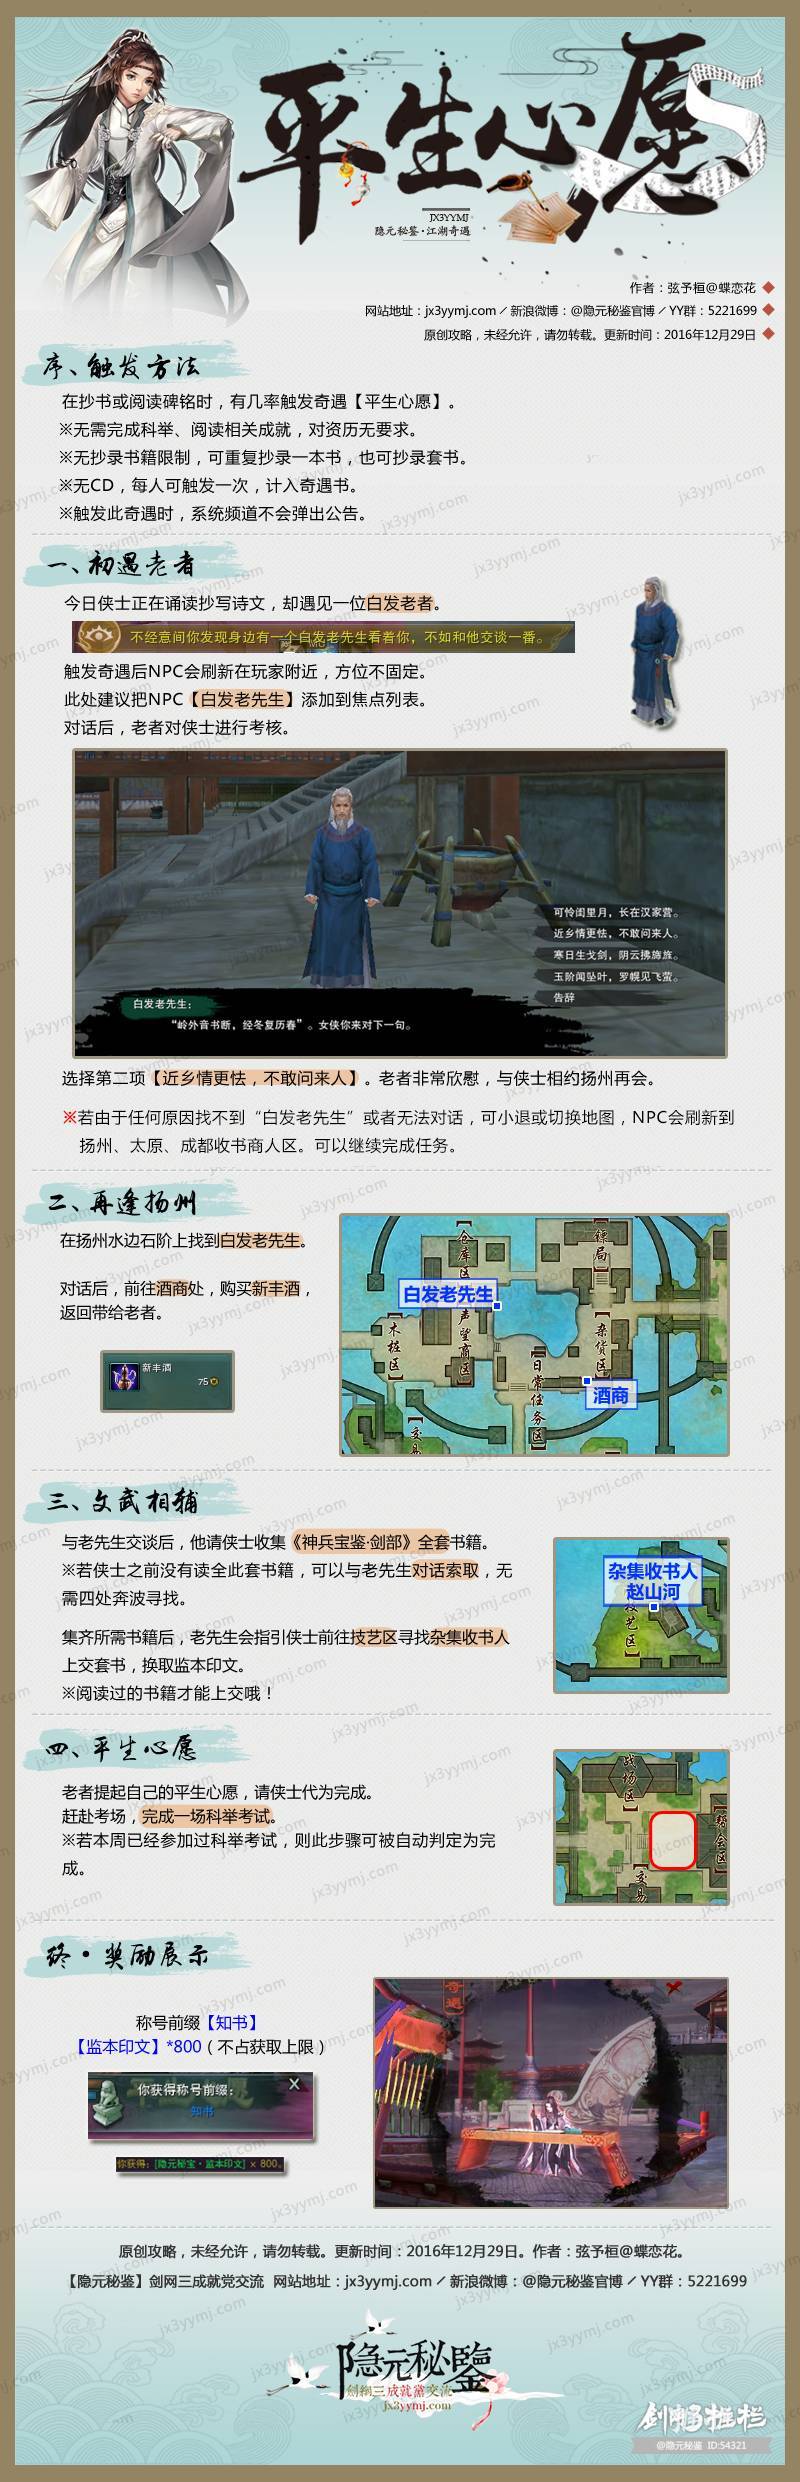 平生心愿
JX3YYMJ
隐元秘鉴·江湖奇遇
作者：弦予桓@蝶恋花
网站地址：jx3yymj.com／新浪微博：@隐元秘鉴官博／YY群：5221699
原创攻略，未经允许，请勿转载。更新时间：2016年12月29日
序、触发方法
在抄书或阅读碑铭时，有几率触发奇遇【平生心愿】。
※无需完成科举、阅读相关成就，对资历无要求。
※无抄录书籍限制，可重复抄录一本书，也可抄录套书。
※无CD，每人可触发一次，计入奇遇书。
※触发此奇遇时，系统频道不会弹出公告。
一、初遇老者
今日侠士正在诵读抄写诗文，却遇见一位白发老者。
不经意间你发现身边有一个白发老先生看着你，不如和他交谈一番。
触发奇遇后NPC会刷新在玩家附近，方位不固定。
此处建议把NPC【白发老先生】添加到焦点列表。
对话后，老者对侠士进行考核。
可怜闺里月，长在汉家营。
近乡情更怯，不敢问来人。
寒日生戈剑，阴云拂旆旌。
玉阶闻坠叶，罗幌见飞萤。
告辞
白发老先生：
“岭外音书断，经冬复历春”。女侠你来对下一句。
选择第二项【近乡情更怯，不敢问来人】。老者非常欣慰，与侠士相约扬州再会。
※若由于任何原因找不到“白发老先生”或者无法对话，可小退或切换地图，NPC会刷新到
扬州、太原、成都收书商人区。可以继续完成任务。
二、再逢扬州
在扬州水边石阶上找到白发老先生。
对话后，前往酒商处，购买新丰酒，
返回带给老者。
新丰酒
75
【仓库区】
【镖局】
白发老先生
【木桩区】
声望商区】
【杂货区】
【日常任务区】
酒商
【交易
三、文武相辅
与老先生交谈后，他请侠士收集《神兵宝鉴·剑部》全套书籍。
※若侠士之前没有读全此套书籍，可以与老先生对话索取，无
需四处奔波寻找。
集齐所需书籍后，老先生会指引侠士前往技艺区寻找杂集收书人
上交套书，换取监本印文。
※阅读过的书籍才能上交哦！
杂集收书人
赵山河
技艺区】
四、平生心愿
老者提起自己的平生心愿，请侠士代为完成。
赶赴考场，完成一场科举考试。
※若本周已经参加过科举考试，则此步骤可被自动判定为完
成。
战场区】
【帮会区】
【交易
终·奖励展示
称号前缀【知书】
【监本印文】*800（不占获取上限）
你获得称号前缀：
知书
你获得：[隐元秘宝·监本印文] × 800。
奇遇
原创攻略，未经允许，请勿转载。更新时间：2016年12月29日。作者：弦予桓@蝶恋花。
【隐元秘鉴】剑网三成就党交流 网站地址：jx3yymj.com／新浪微博：@隐元秘鉴官博／YY群：5221699
隐元秘鑒
劍網三成就黨交流
jx3yymj.com
剑网推栏
@隐元秘鉴 ID:54321